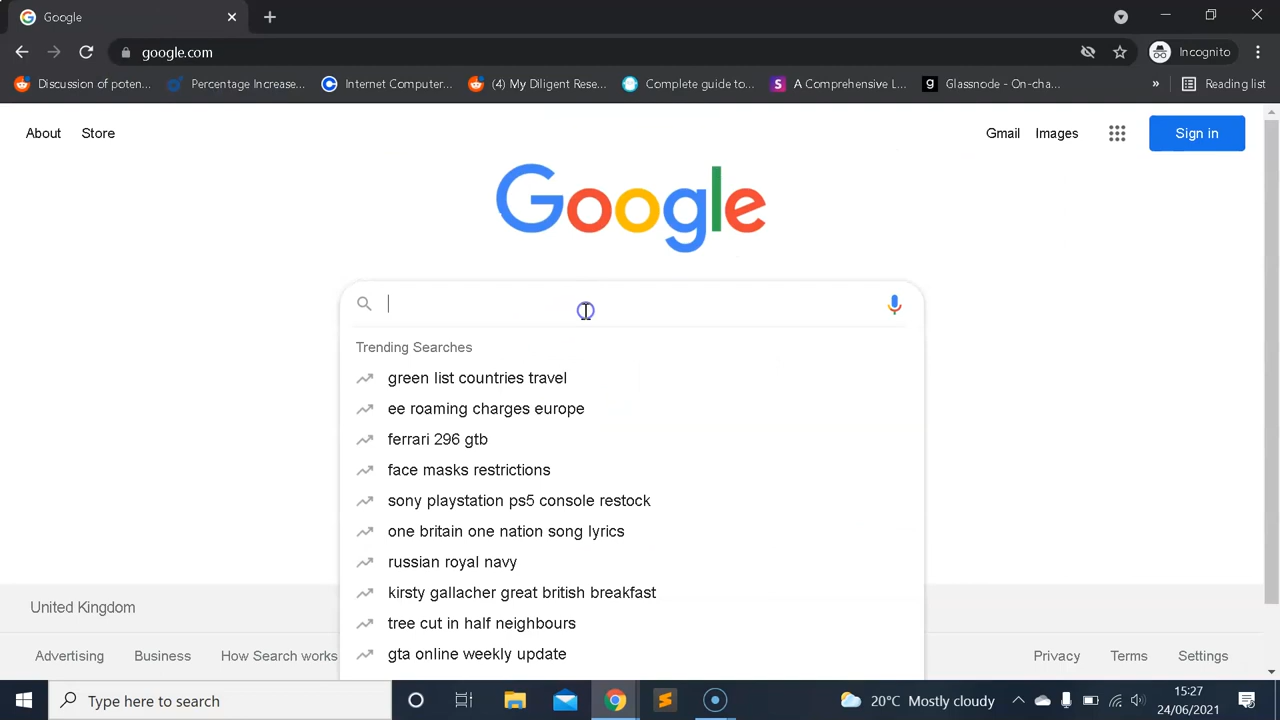 Google
google.com
Incognito
Discussion of poten...
Percentage Increase...
Internet Computer...
(4) My Diligent Rese...
Complete guide to...
S
A Comprehensive L...
g
Glassnode - On-cha...
»
Reading list
About
Store
Gmail
Images
Sign in
Google
Trending Searches
green list countries travel
ee roaming charges europe
ferrari 296 gtb
face masks restrictions
sony playstation ps5 console restock
one britain one nation song lyrics
russian royal navy
kirsty gallacher great british breakfast
tree cut in half neighbours
gta online weekly update
United Kingdom
Advertising
Business
How Search works
Privacy
Terms
Settings
Type here to search
20°C Mostly cloudy
15:27
24/06/2021